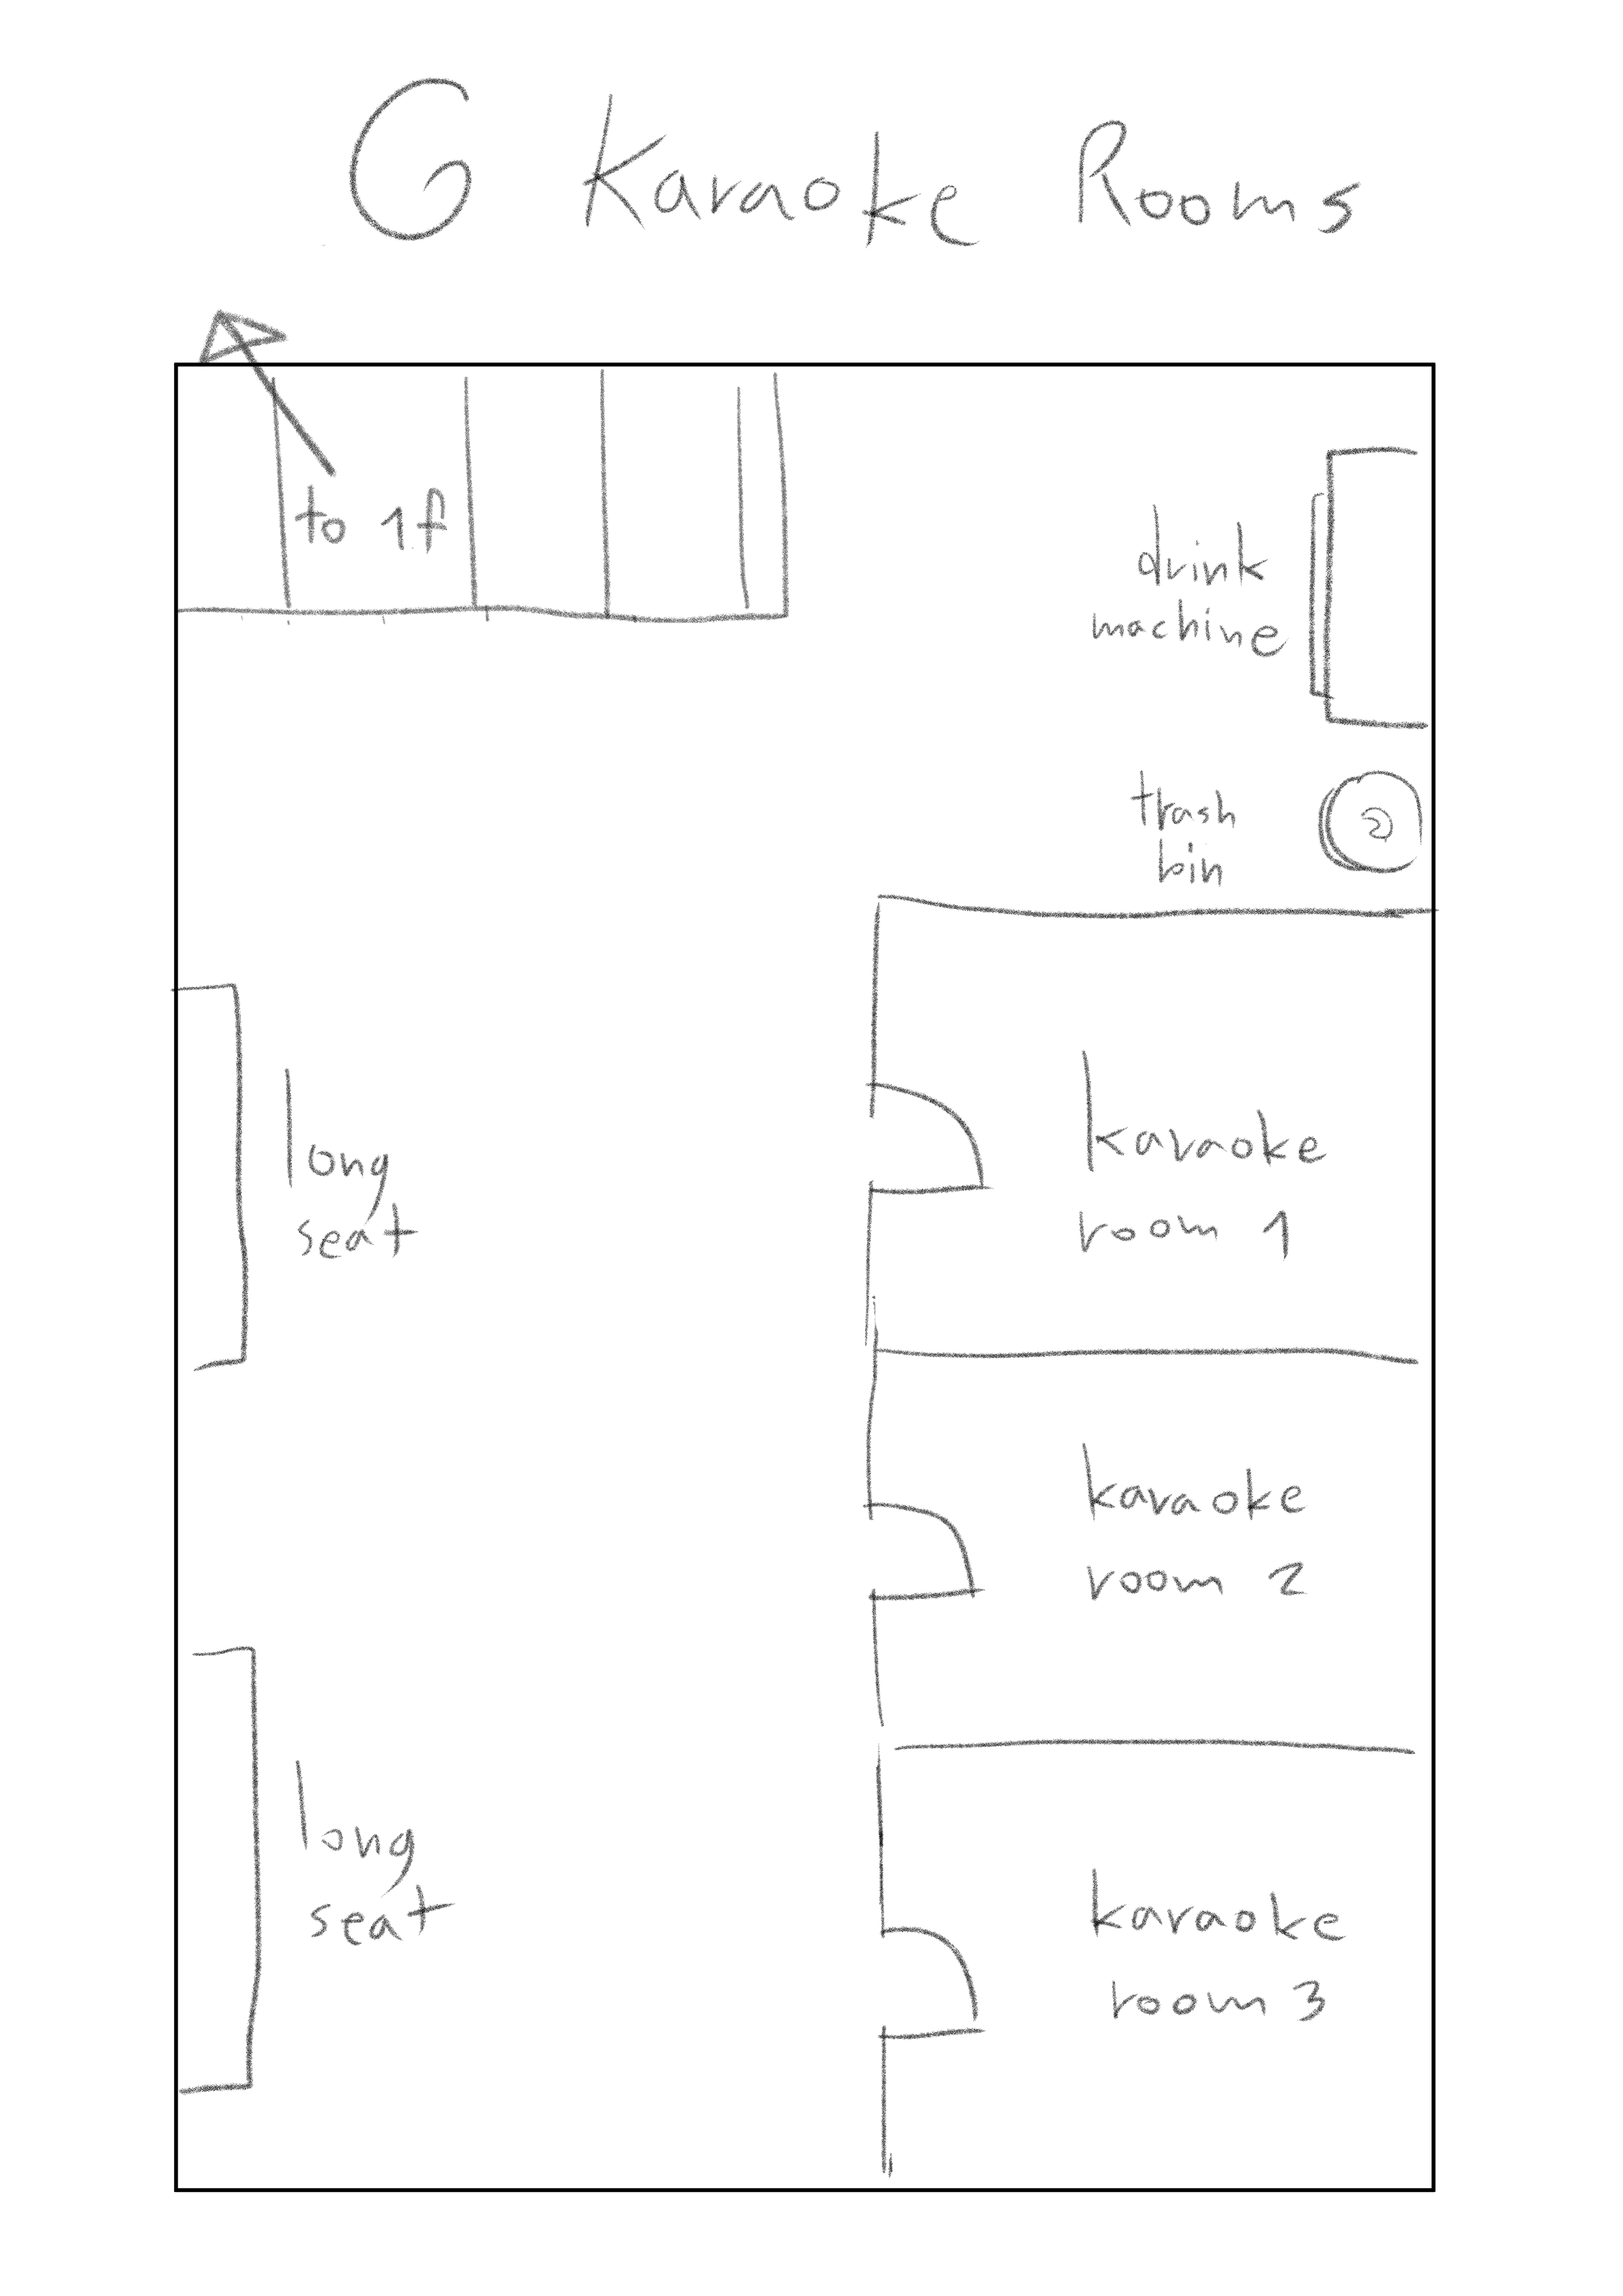 G Karaoke Rooms
to 1f
drink
machine
trash
bin
long
seat
karaoke
room 1
karaoke
room 2
long
seat
karaoke
room 3